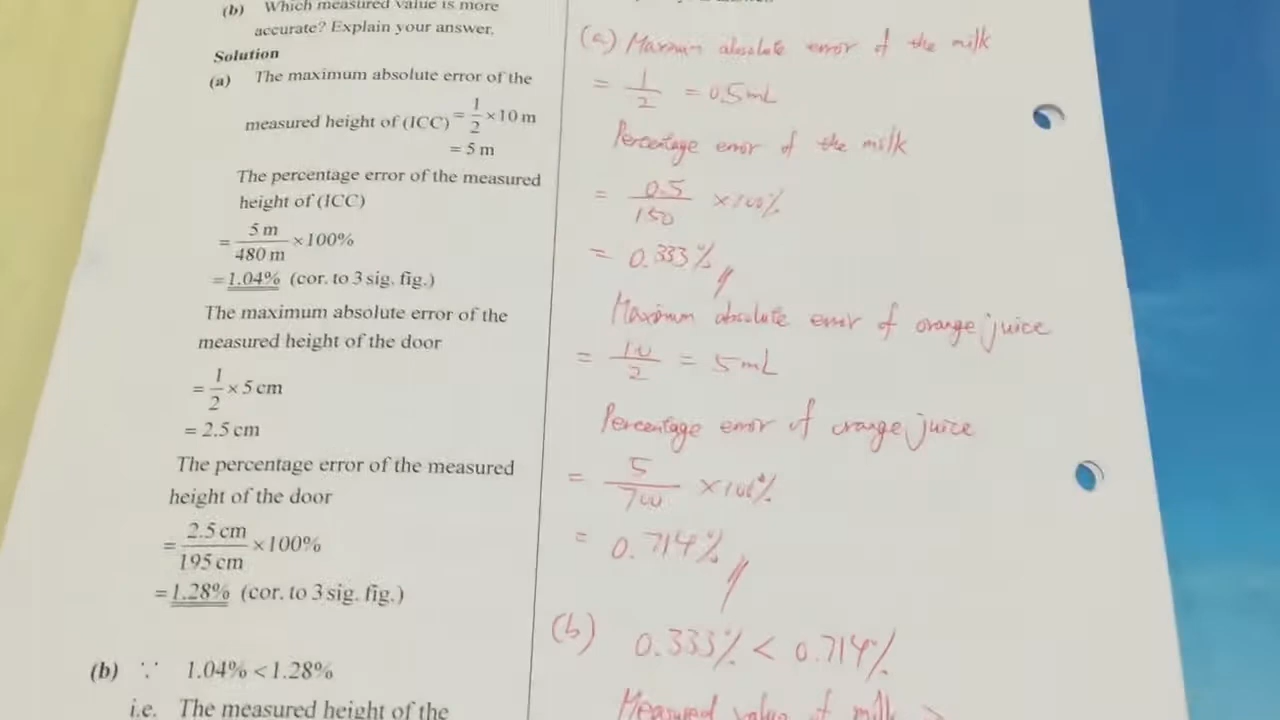 (b) Which measured value is more
accurate? Explain your answer.
Solution
(a) The maximum absolute error of the
measured height of (ICC) = 1/2 × 10 m
= 5 m
The percentage error of the measured
height of (ICC)
= 5 m/480 m × 100%
= 1.04% (cor. to 3 sig. fig.)
The maximum absolute error of the
measured height of the door
= 1/2 × 5 cm
= 2.5 cm
The percentage error of the measured
height of the door
= 2.5 cm/195 cm × 100%
= 1.28% (cor. to 3 sig. fig.)
(b) ∵ 1.04% < 1.28%
i.e. The measured height of the
(a) Maximum absolute error of the milk
= 1/2 = 0.5 mL
Percentage error of the milk
= 0.5/150 × 100%
= 0.333%
Maximum absolute error of orange juice
= 10/2 = 5 mL
Percentage error of orange juice
= 5/700 × 100%
= 0.714%
(b) 0.333% < 0.714%
Measured value of milk